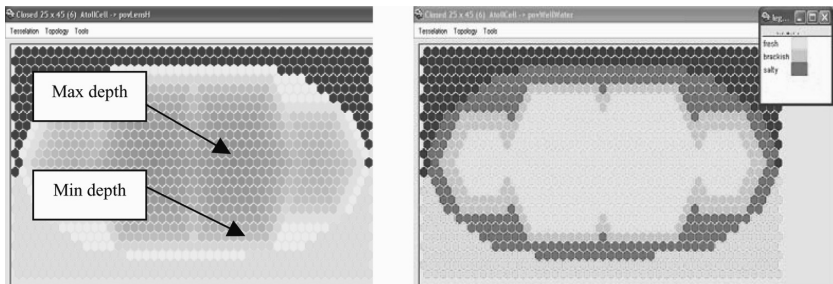 Closed 25 x 45 (6) AtollCell -> povLensH
Tesselation Topology Tools
Max depth
Min depth
Closed 25 x 45 (6) AtollCell -> povWellWater
Tesselation Topology Tools
leg...
fresh
brackish
salty